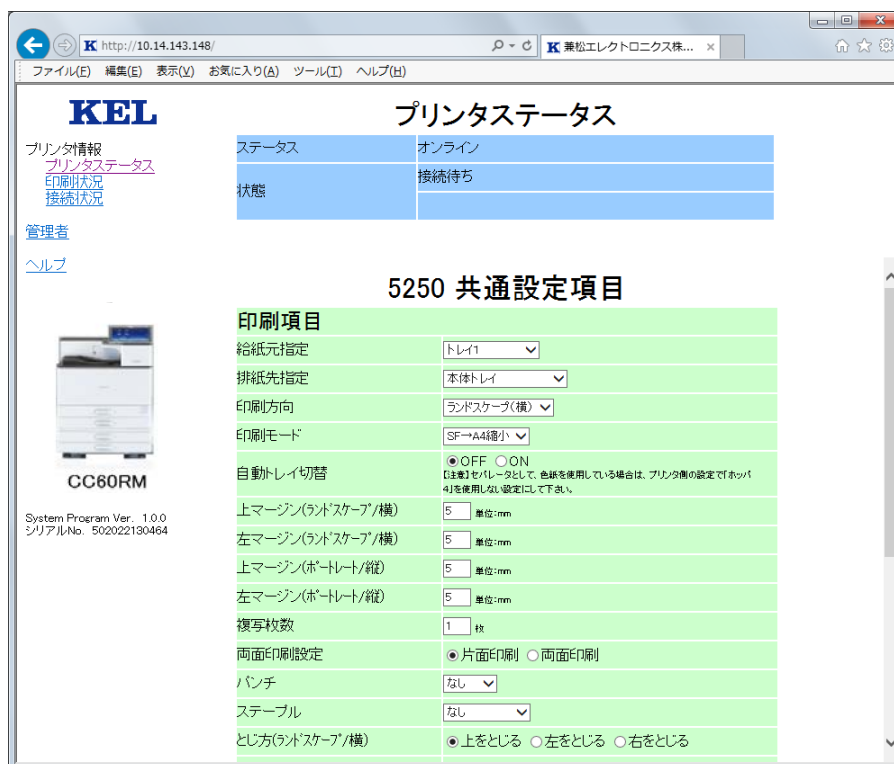 http://10.14.143.148/
兼松エレクトロニクス株...
ファイル(F) 編集(E) 表示(V) お気に入り(A) ツール(T) ヘルプ(H)
KEL
プリンタステータス
プリンタ情報
プリンタステータス
印刷状況
接続状況
管理者
ヘルプ
ステータス オンライン
状態 接続待ち
CC60RM
System Program Ver. 1.0.0
シリアルNo. 502022130464
5250 共通設定項目
印刷項目
給紙元指定 トレイ1
排紙先指定 本体トレイ
印刷方向 ランドスケープ(横)
印刷モード SF→A4縮小
自動トレイ切替 OFF ON
【注意】セパレータとして、色紙を使用している場合は、プリンタ側の設定で「ホッパ
4」を使用しない設定にして下さい。
上マージン(ランドスケープ/横) 5 単位:mm
左マージン(ランドスケープ/横) 5 単位:mm
上マージン(ポートレート/縦) 5 単位:mm
左マージン(ポートレート/縦) 5 単位:mm
複写枚数 1 枚
両面印刷設定 片面印刷 両面印刷
パンチ なし
ステープル なし
とじ方(ランドスケープ/横) 上をとじる 左をとじる 右をとじる